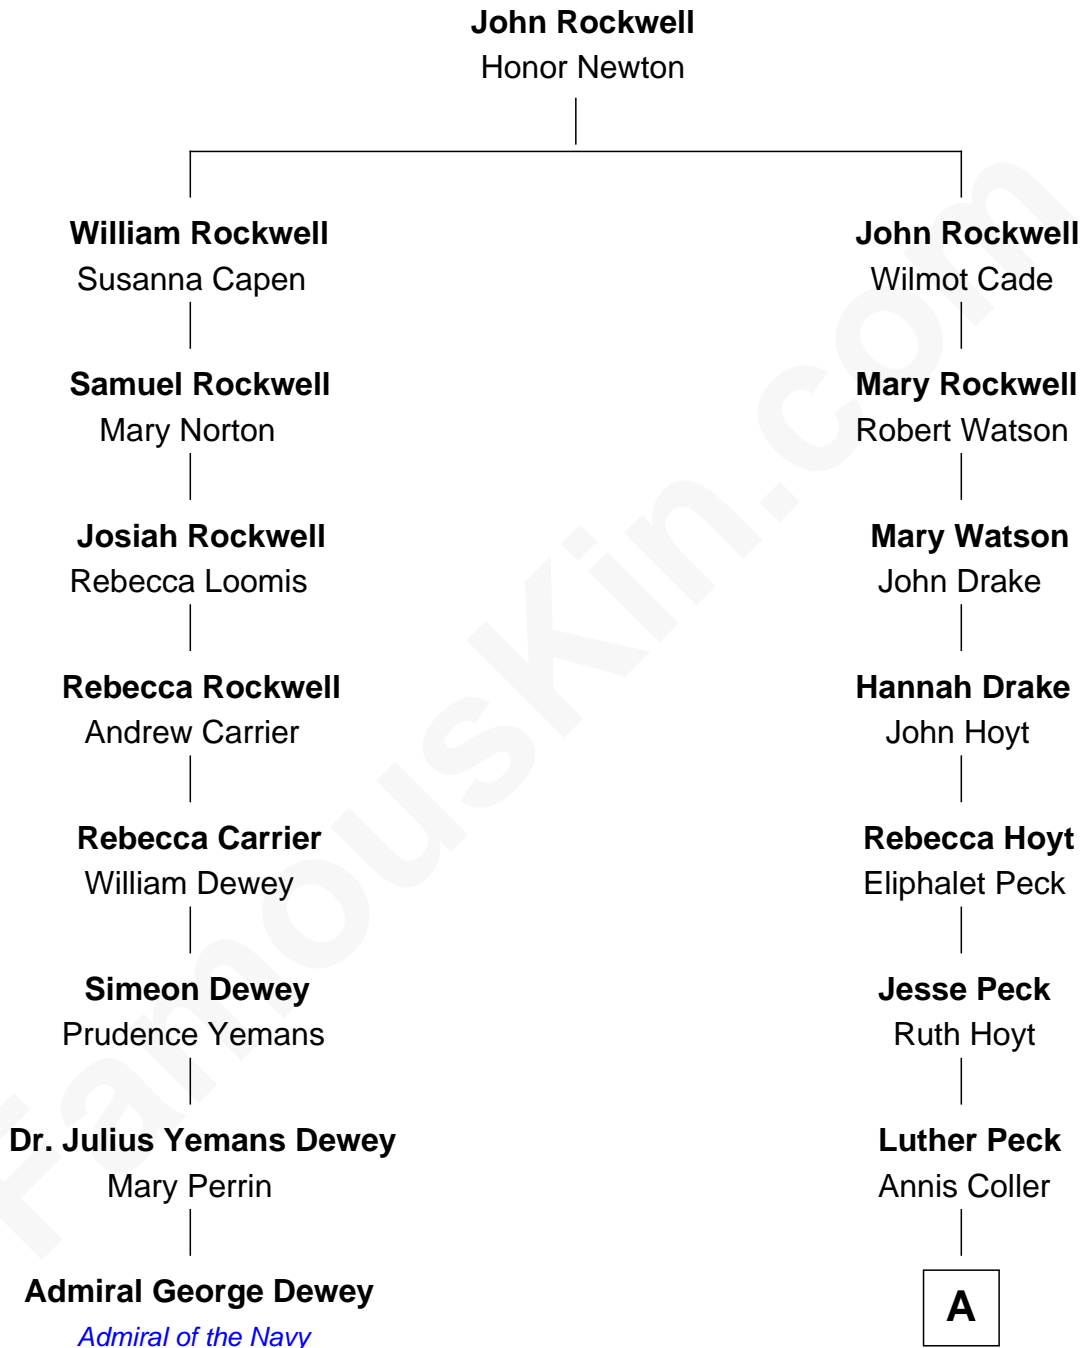 John Rockwell
Honor Newton
William Rockwell
Susanna Capen
John Rockwell
Wilmot Cade
Samuel Rockwell
Mary Norton
Mary Rockwell
Robert Watson
Josiah Rockwell
Rebecca Loomis
Mary Watson
John Drake
Rebecca Rockwell
Andrew Carrier
Hannah Drake
John Hoyt
Rebecca Carrier
William Dewey
Rebecca Hoyt
Eliphalet Peck
Simeon Dewey
Prudence Yemans
Jesse Peck
Ruth Hoyt
Dr. Julius Yemans Dewey
Mary Perrin
Luther Peck
Annis Coller
Admiral George Dewey
Admiral of the Navy
A
FamousKin.com